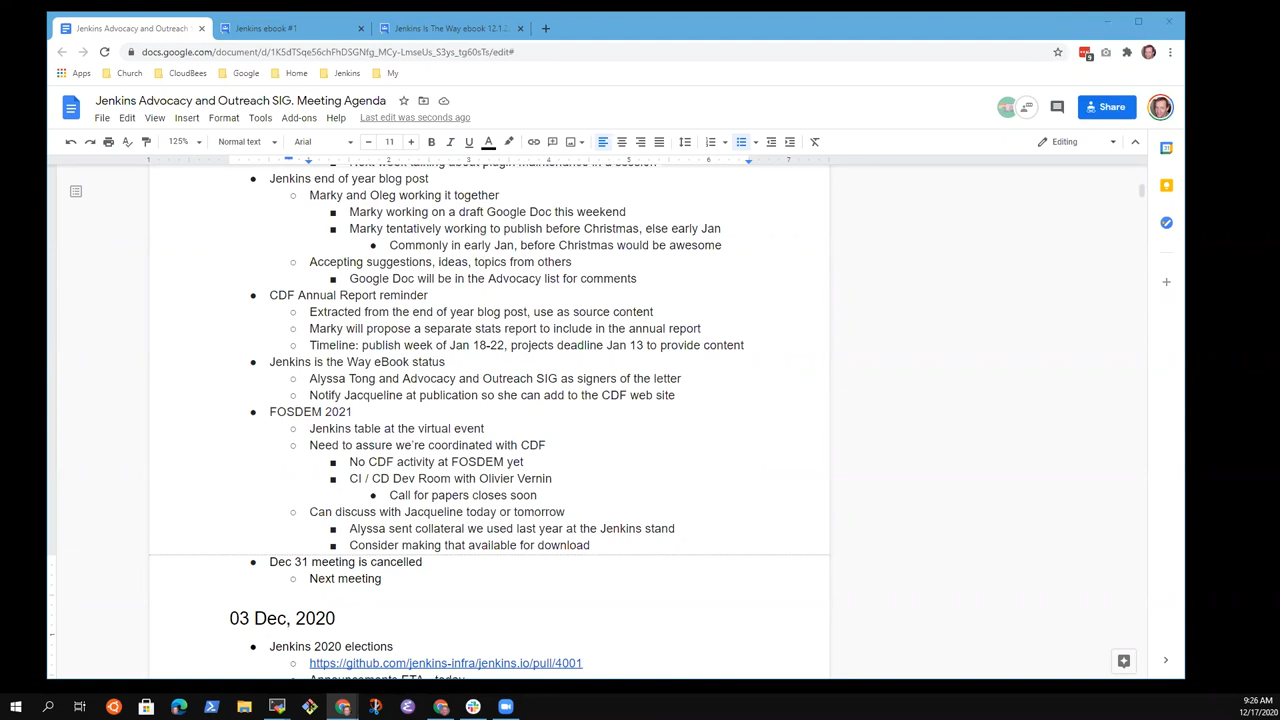 Jenkins Advocacy and Outreach S
Jenkins ebook #1
Jenkins Is The Way ebook 12.1.2
docs.google.com/document/d/1K5dTSqe56chFhDSGNfg_MCy-LmseUs_S3ys_tg60sTs/edit#
9
Apps
Church
CloudBees
Google
Home
Jenkins
My
Jenkins Advocacy and Outreach SIG. Meeting Agenda
File Edit View Insert Format Tools Add-ons Help Last edit was seconds ago
Share
125% Normal text Arial 11 Editing
1 1 2 3 4 5 6 7
Jenkins end of year blog post
Marky and Oleg working it together
Marky working on a draft Google Doc this weekend
Marky tentatively working to publish before Christmas, else early Jan
Commonly in early Jan, before Christmas would be awesome
Accepting suggestions, ideas, topics from others
Google Doc will be in the Advocacy list for comments
CDF Annual Report reminder
Extracted from the end of year blog post, use as source content
Marky will propose a separate stats report to include in the annual report
Timeline: publish week of Jan 18-22, projects deadline Jan 13 to provide content
Jenkins is the Way eBook status
Alyssa Tong and Advocacy and Outreach SIG as signers of the letter
Notify Jacqueline at publication so she can add to the CDF web site
FOSDEM 2021
Jenkins table at the virtual event
Need to assure we're coordinated with CDF
No CDF activity at FOSDEM yet
CI / CD Dev Room with Olivier Vernin
Call for papers closes soon
Can discuss with Jacqueline today or tomorrow
Alyssa sent collateral we used last year at the Jenkins stand
Consider making that available for download
Dec 31 meeting is cancelled
Next meeting
03 Dec, 2020
Jenkins 2020 elections
https://github.com/jenkins-infra/jenkins.io/pull/4001
9:26 AM
12/17/2020